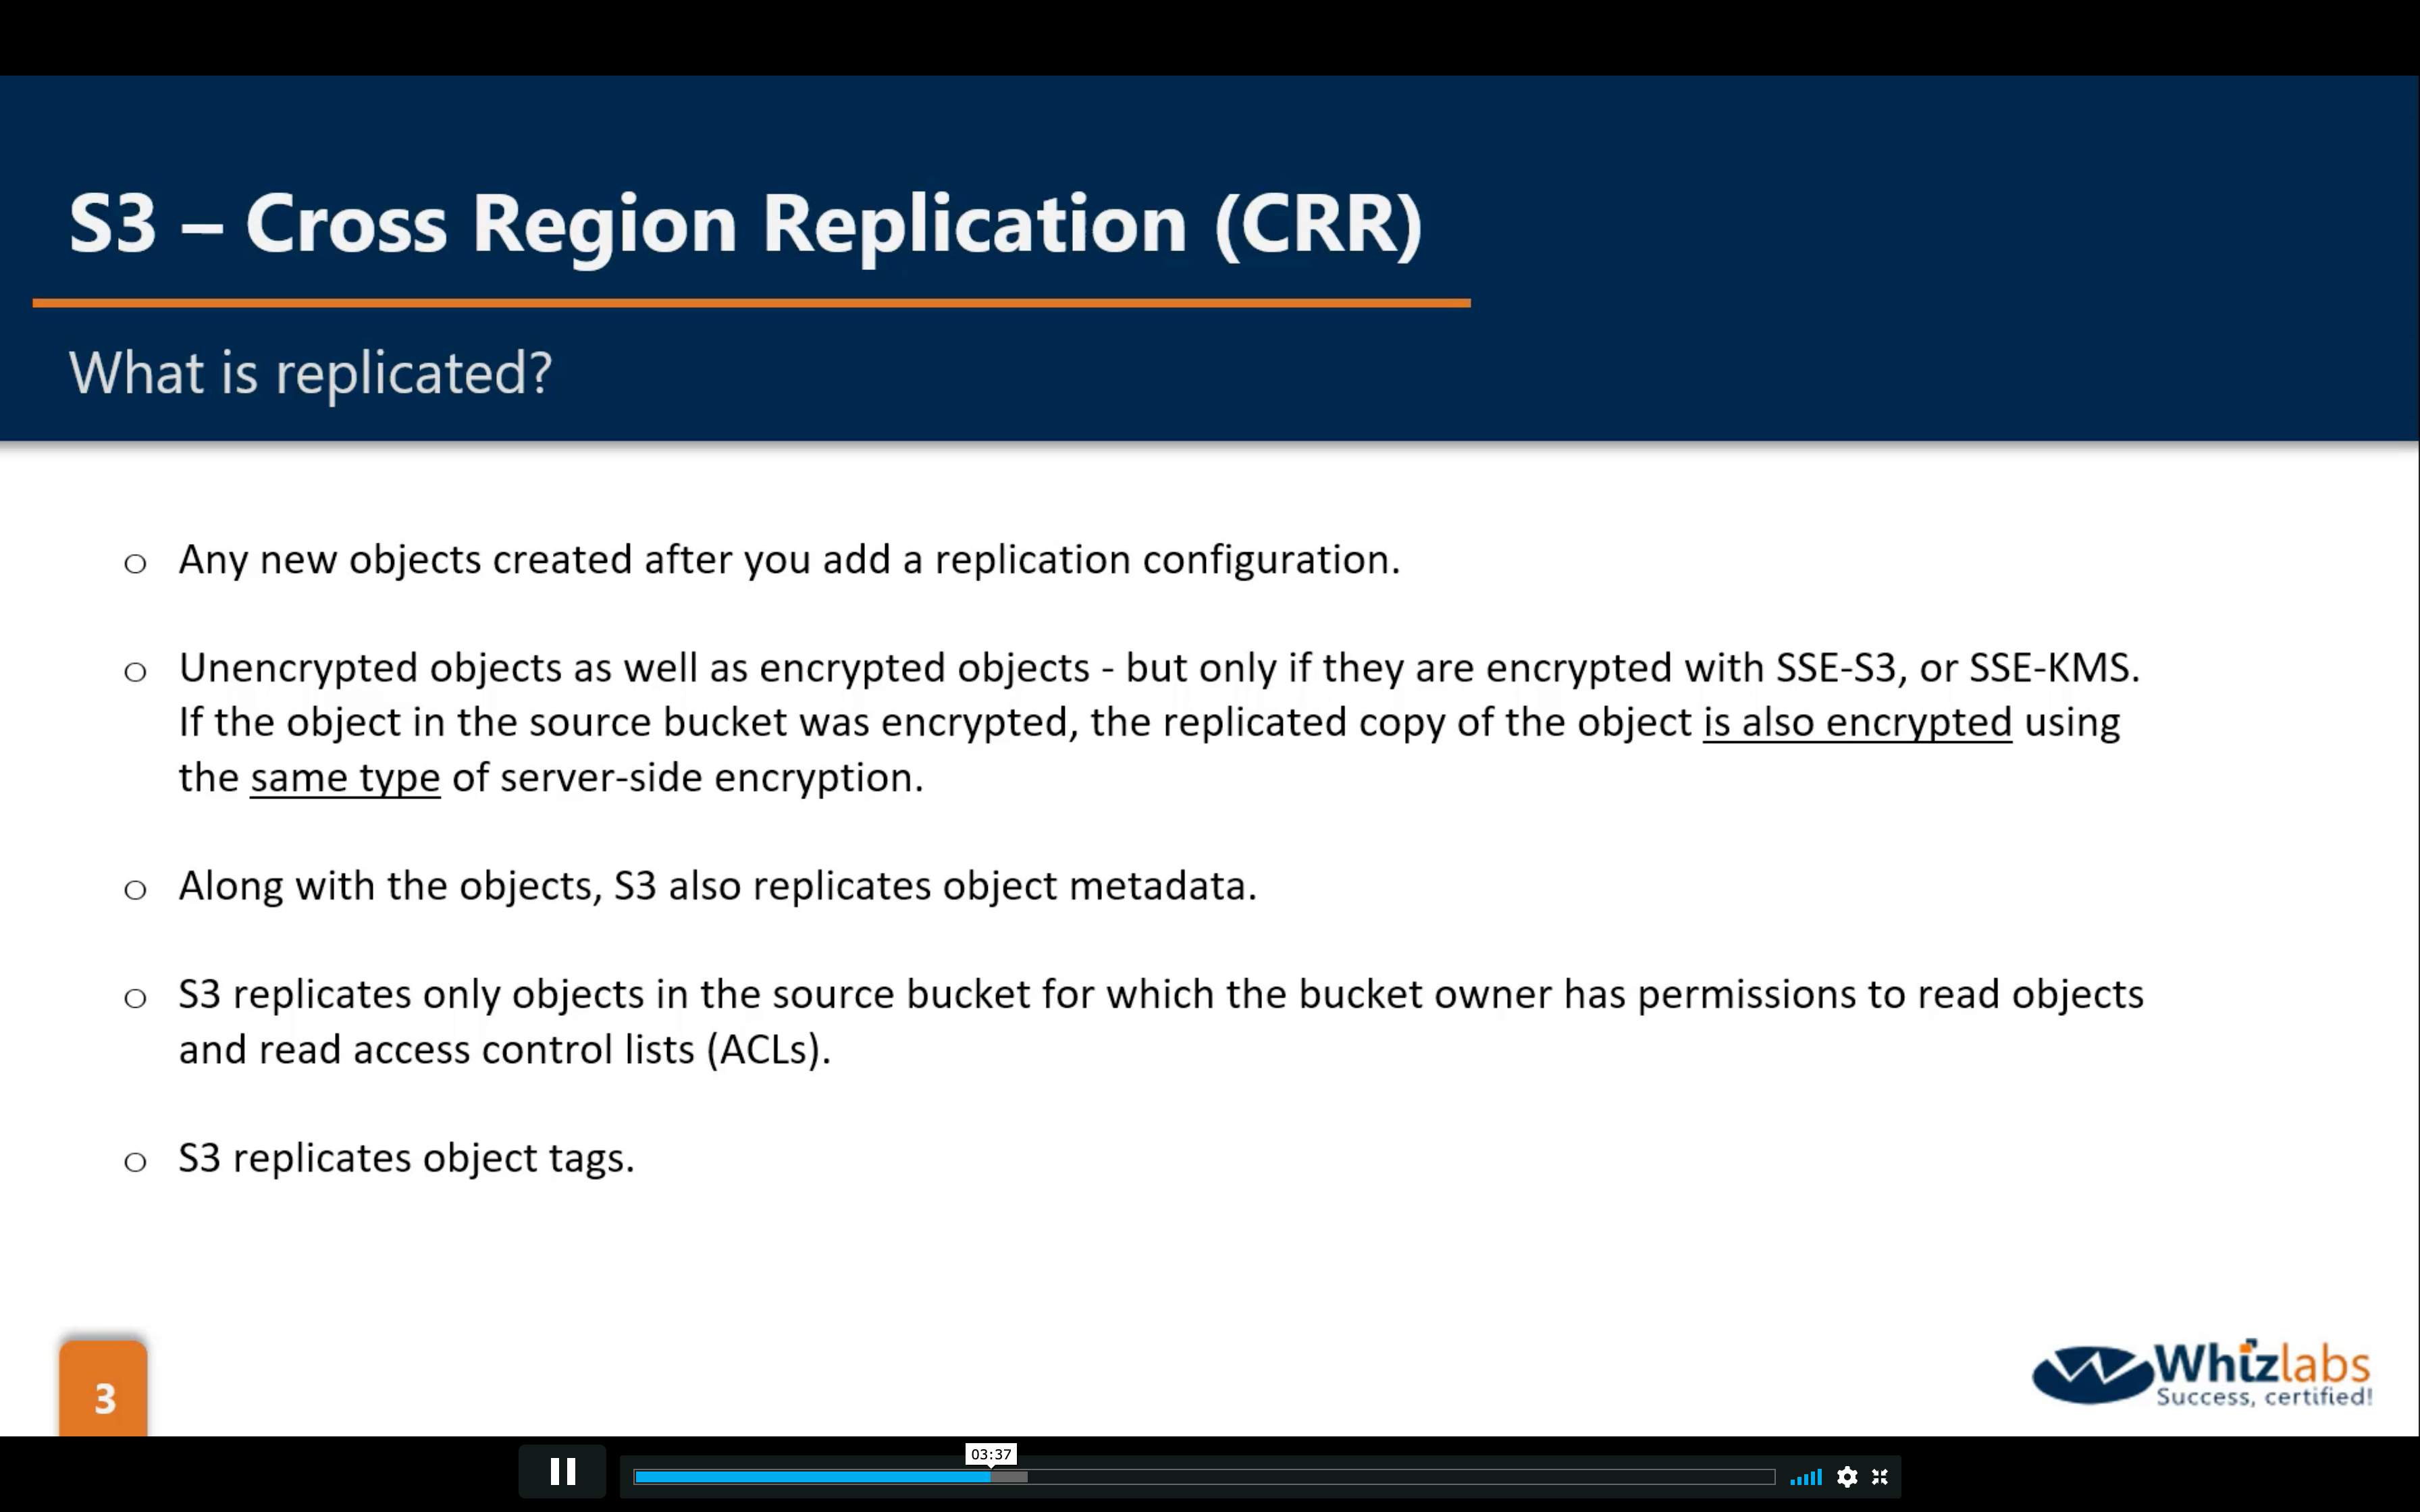 S3 – Cross Region Replication (CRR)
What is replicated?
o Any new objects created after you add a replication configuration.
o Unencrypted objects as well as encrypted objects - but only if they are encrypted with SSE-S3, or SSE-KMS.
If the object in the source bucket was encrypted, the replicated copy of the object is also encrypted using
the same type of server-side encryption.
o Along with the objects, S3 also replicates object metadata.
o S3 replicates only objects in the source bucket for which the bucket owner has permissions to read objects
and read access control lists (ACLs).
o S3 replicates object tags.
3
Whizlabs
Success, certified!
03:37